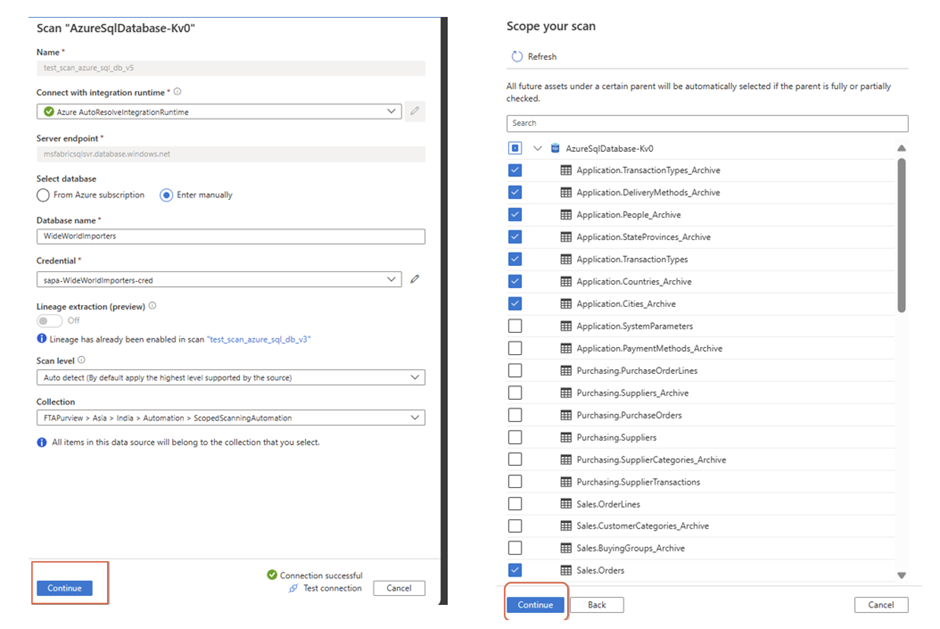 Scan "AzureSqlDatabase-Kv0"
Name *
test_scan_azure_sql_db_v5
Connect with integration runtime *
Azure AutoResolveIntegrationRuntime
Server endpoint *
msfabricsqlsvr.database.windows.net
Select database
From Azure subscription
Enter manually
Database name *
WideWorldImporters
Credential *
sapa-WideWorldImporters-cred
Lineage extraction (preview)
Off
Lineage has already been enabled in scan "test_scan_azure_sql_db_v3"
Scan level
Auto detect (By default apply the highest level supported by the source)
Collection
FTAPurview > Asia > India > Automation > ScopedScanningAutomation
All items in this data source will belong to the collection that you select.
Connection successful
Continue
Test connection
Cancel
Scope your scan
Refresh
All future assets under a certain parent will be automatically selected if the parent is fully or partially
checked.
Search
AzureSqlDatabase-Kv0
Application.TransactionTypes_Archive
Application.DeliveryMethods_Archive
Application.People_Archive
Application.StateProvinces_Archive
Application.TransactionTypes
Application.Countries_Archive
Application.Cities_Archive
Application.SystemParameters
Application.PaymentMethods_Archive
Purchasing.PurchaseOrderLines
Purchasing.Suppliers_Archive
Purchasing.PurchaseOrders
Purchasing.Suppliers
Purchasing.SupplierCategories_Archive
Purchasing.SupplierTransactions
Sales.OrderLines
Sales.CustomerCategories_Archive
Sales.BuyingGroups_Archive
Sales.Orders
Continue
Back
Cancel